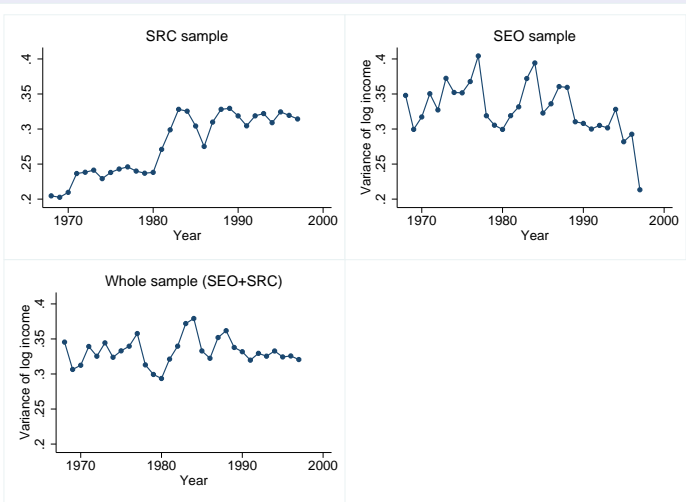 SRC sample
.4
.35
.3
.25
.2
1970 1980 1990 2000
Year
SEO sample
Variance of log income
.4
.35
.3
.25
.2
1970 1980 1990 2000
Year
Whole sample (SEO+SRC)
Variance of log income
.4
.35
.3
.25
.2
1970 1980 1990 2000
Year